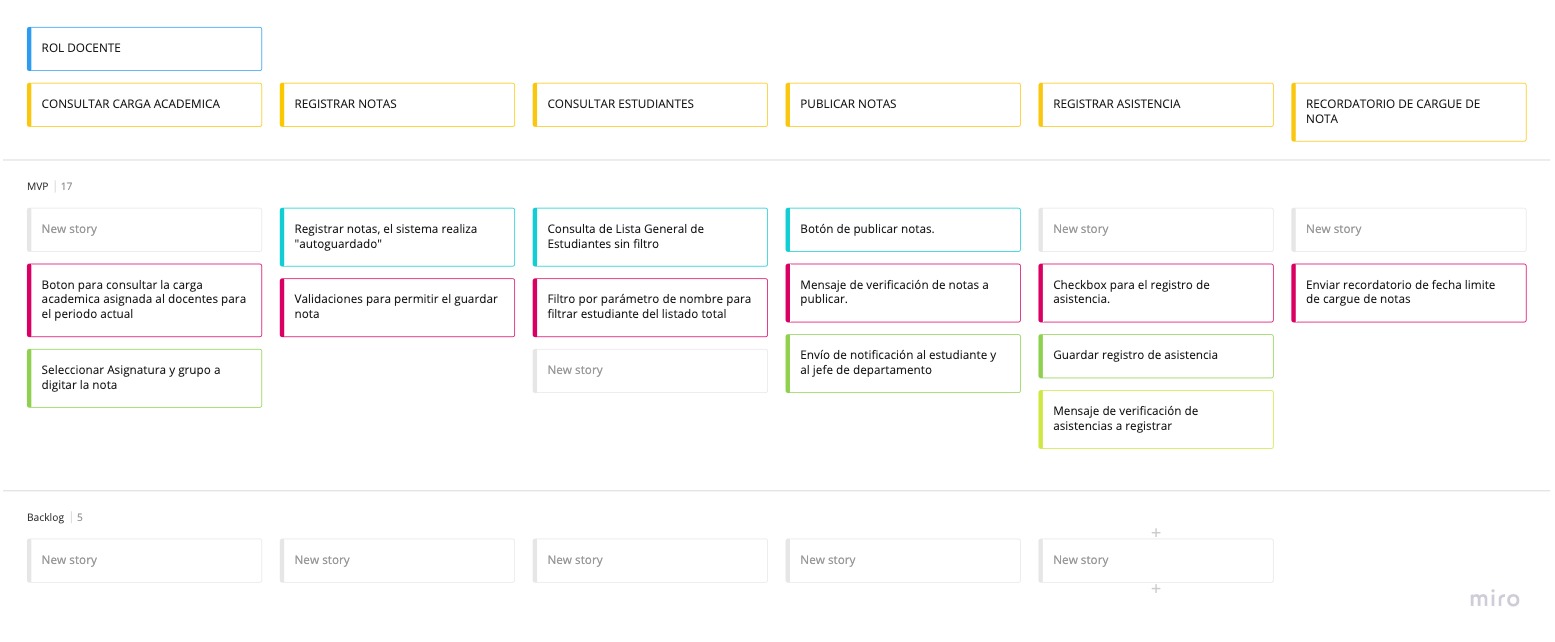 ROL DOCENTE
CONSULTAR CARGA ACADEMICA
REGISTRAR NOTAS
CONSULTAR ESTUDIANTES
PUBLICAR NOTAS
REGISTRAR ASISTENCIA
RECORDATORIO DE CARGUE DE
NOTA
MVP 17
New story
Boton para consultar la carga
academica asignada al docentes para
el periodo actual
Seleccionar Asignatura y grupo a
digitar la nota
Registrar notas, el sistema realiza
"autoguardado"
Validaciones para permitir el guardar
nota
Consulta de Lista General de
Estudiantes sin filtro
Filtro por parámetro de nombre para
filtrar estudiante del listado total
New story
Botón de publicar notas.
Mensaje de verificación de notas a
publicar.
Envío de notificación al estudiante y
al jefe de departamento
New story
Checkbox para el registro de
asistencia.
Guardar registro de asistencia
Mensaje de verificación de
asistencias a registrar
New story
Enviar recordatorio de fecha limite
de cargue de notas
Backlog 5
New story
New story
New story
New story
+
New story
+
miro